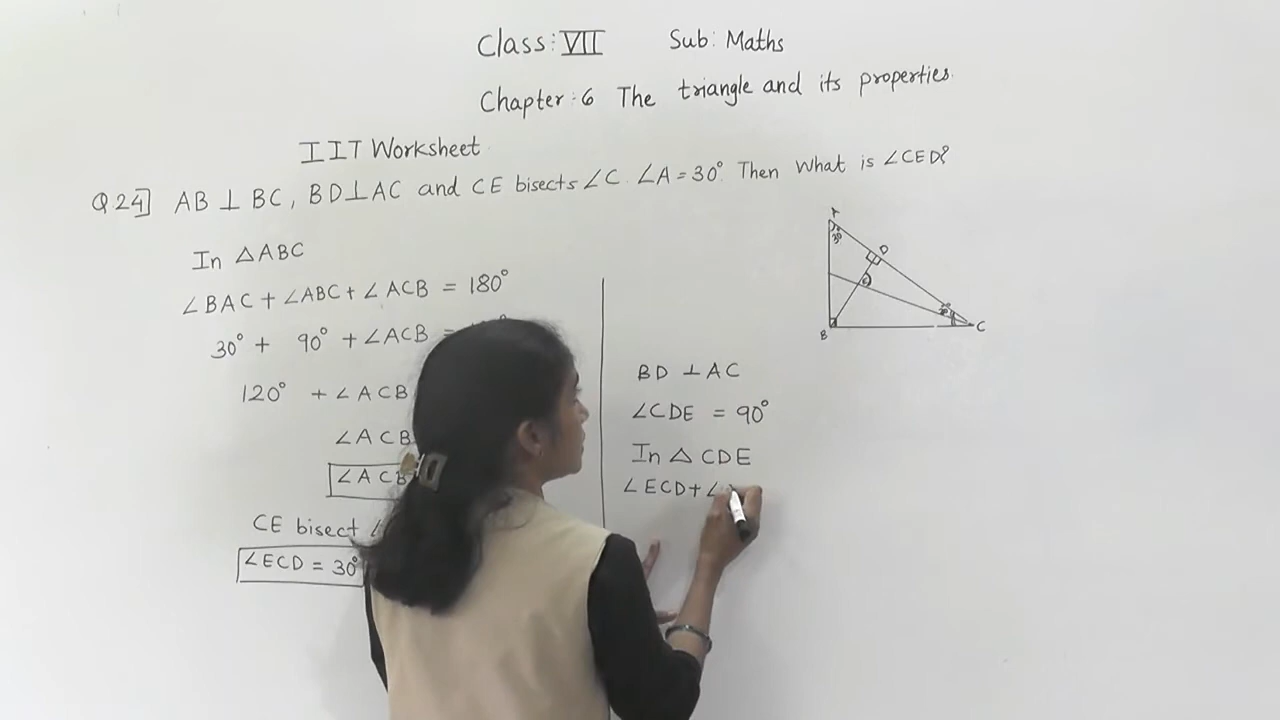 Class: VII Sub: Maths
Chapter: 6 The triangle and its properties.
IIT Worksheet
Q24] AB ⊥ BC, BD ⊥ AC and CE bisects ∠C. ∠A = 30°. Then What is ∠CED?
In △ABC
∠BAC + ∠ABC + ∠ACB = 180°
30° + 90° + ∠ACB =
120° + ∠ACB
∠ACB
∠ACB
CE bisect
∠ECD = 30°
BD ⊥ AC
∠CDE = 90°
In △CDE
∠ECD + ∠
A
30°
D
E
B
C